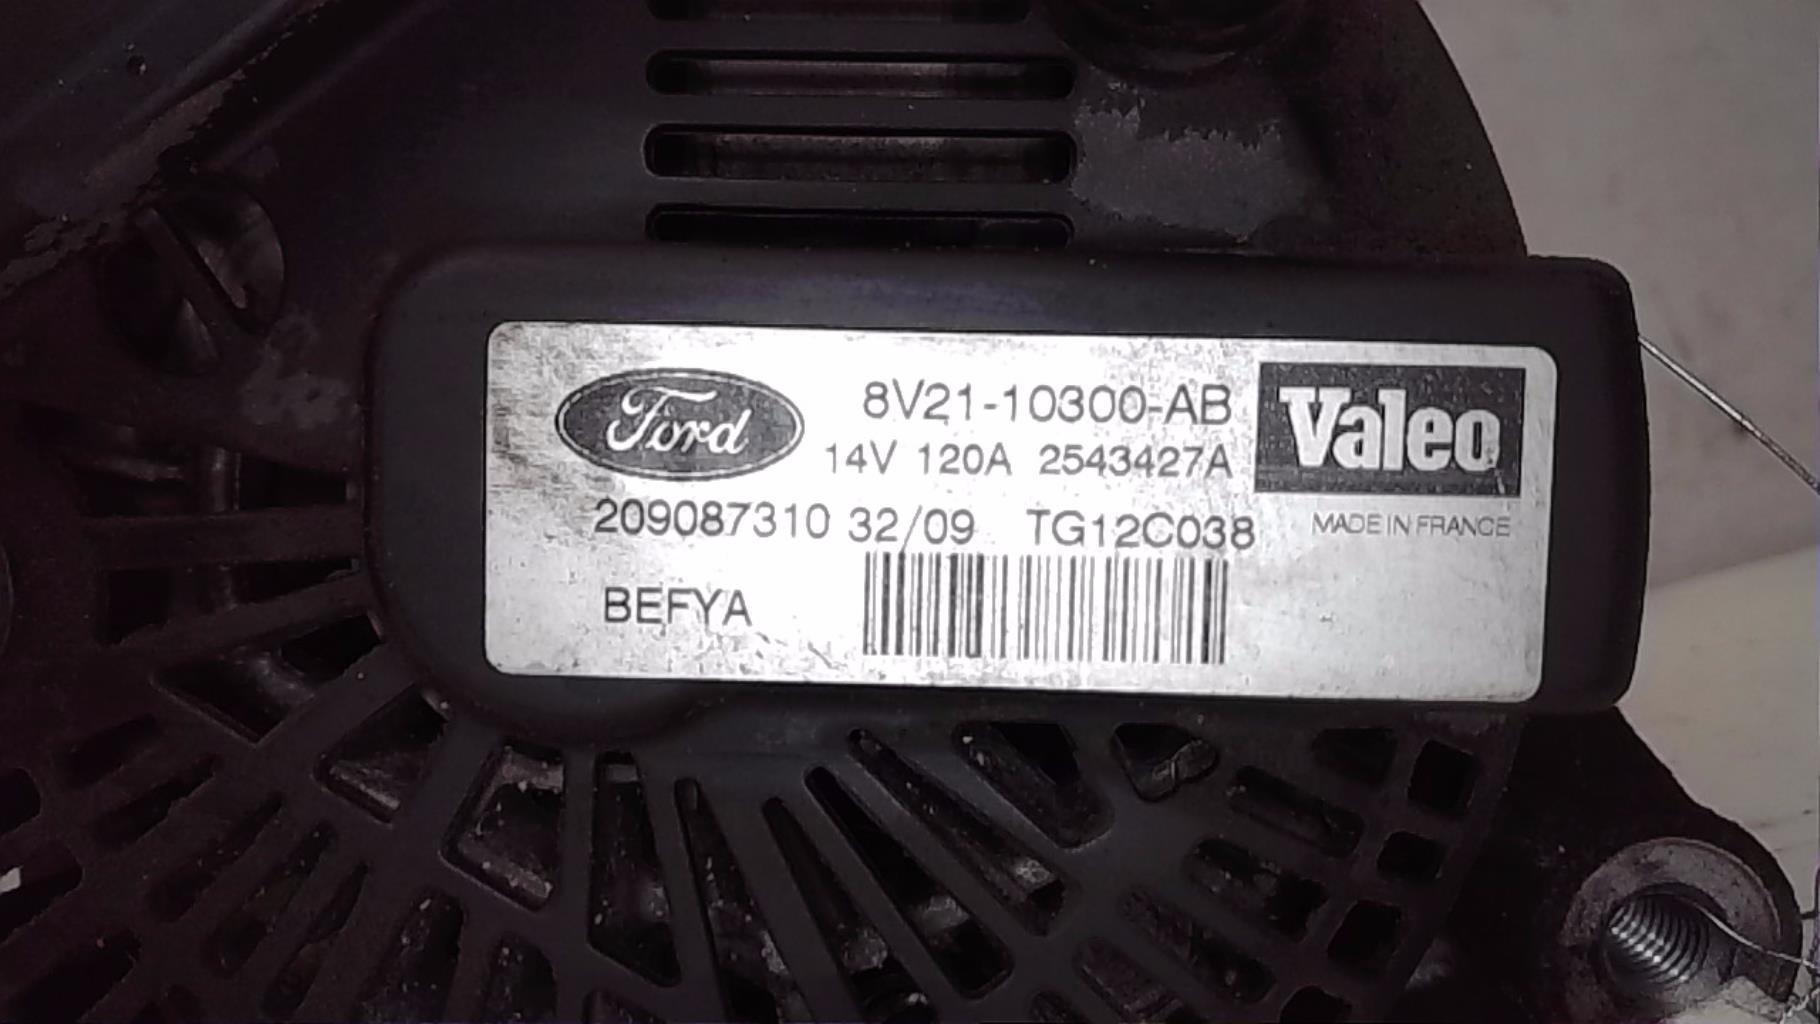 Ford 8V21-10300-AB Valeo
14V 120A 2543427A
209087310 32/09 TG12C038 MADE IN FRANCE
BEFYA